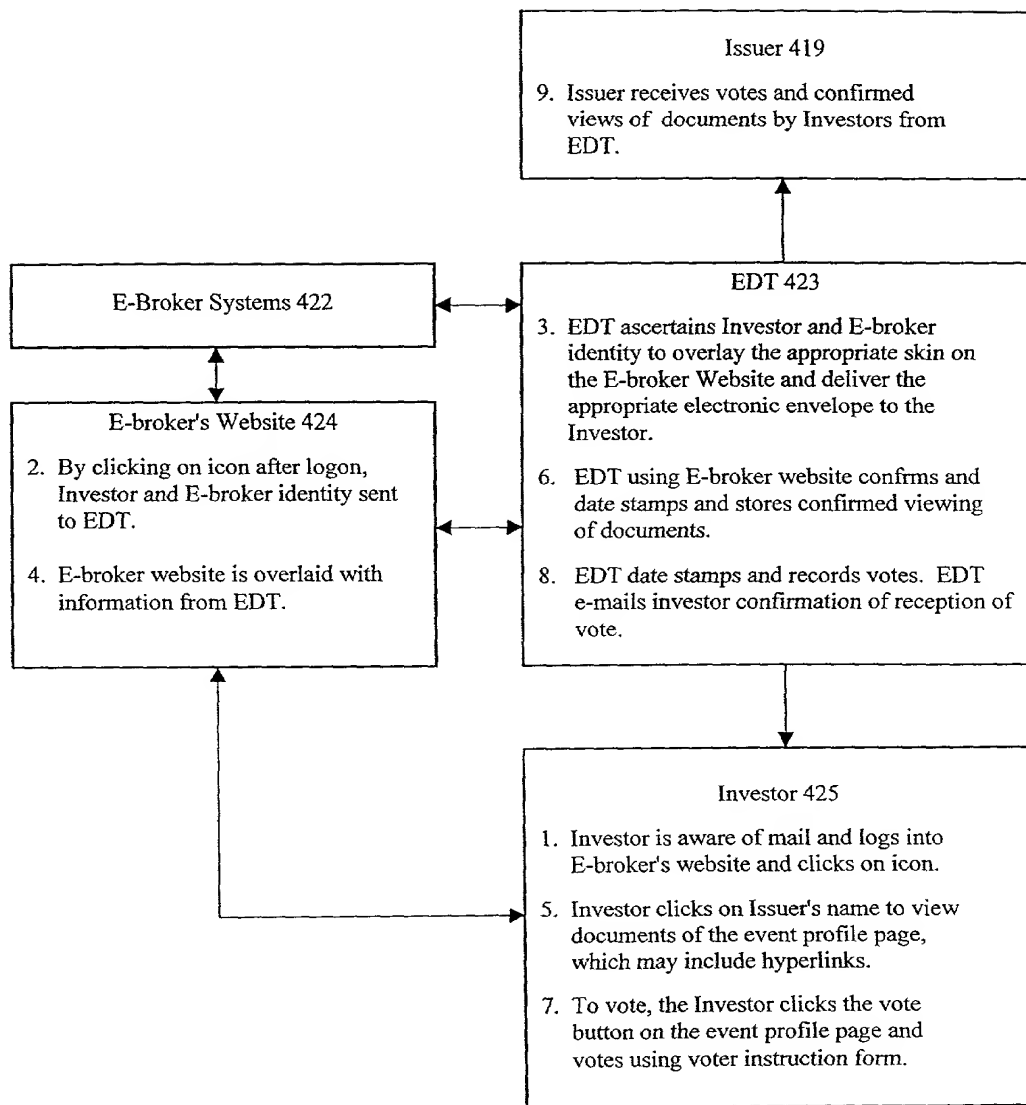 Issuer 419
9. Issuer receives votes and confirmed
views of documents by Investors from
EDT.
E-Broker Systems 422
EDT 423
3. EDT ascertains Investor and E-broker
identity to overlay the appropriate skin on
the E-broker Website and deliver the
appropriate electronic envelope to the
Investor.
6. EDT using E-broker website confirms and
date stamps and stores confirmed viewing
of documents.
8. EDT date stamps and records votes. EDT
e-mails investor confirmation of reception of
vote.
E-broker's Website 424
2. By clicking on icon after logon,
Investor and E-broker identity sent
to EDT.
4. E-broker website is overlaid with
information from EDT.
Investor 425
1. Investor is aware of mail and logs into
E-broker's website and clicks on icon.
5. Investor clicks on Issuer's name to view
documents of the event profile page,
which may include hyperlinks.
7. To vote, the Investor clicks the vote
button on the event profile page and
votes using voter instruction form.